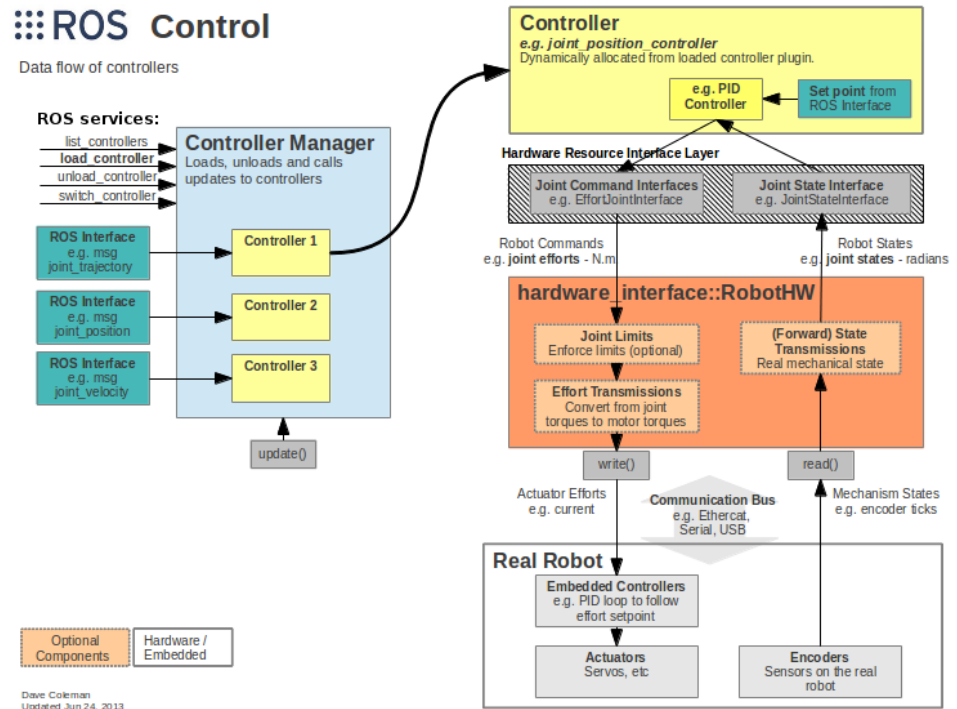 ROS Control
Data flow of controllers
ROS services:
list_controllers
load_controller
unload_controller
switch_controller
Controller Manager
Loads, unloads and calls
updates to controllers
ROS Interface
e.g. msg
joint_trajectory
Controller 1
ROS Interface
e.g. msg
joint_position
Controller 2
ROS Interface
e.g. msg
joint_velocity
Controller 3
update()
Controller
e.g. joint_position_controller
Dynamically allocated from loaded controller plugin.
e.g. PID
Controller
Set point from
ROS Interface
Hardware Resource Interface Layer
Joint Command Interfaces
e.g. EffortJointInterface
Joint State Interface
e.g. JointStateInterface
Robot Commands
e.g. joint efforts - N.m
Robot States
e.g. joint states - radians
hardware_interface::RobotHW
Joint Limits
Enforce limits (optional)
Effort Transmissions
Convert from joint
torques to motor torques
(Forward) State
Transmissions
Real mechanical state
write()
read()
Actuator Efforts
e.g. current
Communication Bus
e.g. Ethercat,
Serial, USB
Mechanism States
e.g. encoder ticks
Real Robot
Embedded Controllers
e.g. PID loop to follow
effort setpoint
Actuators
Servos, etc
Encoders
Sensors on the real
robot
Optional
Components
Hardware /
Embedded
Dave Coleman
Updated Jun 24, 2013